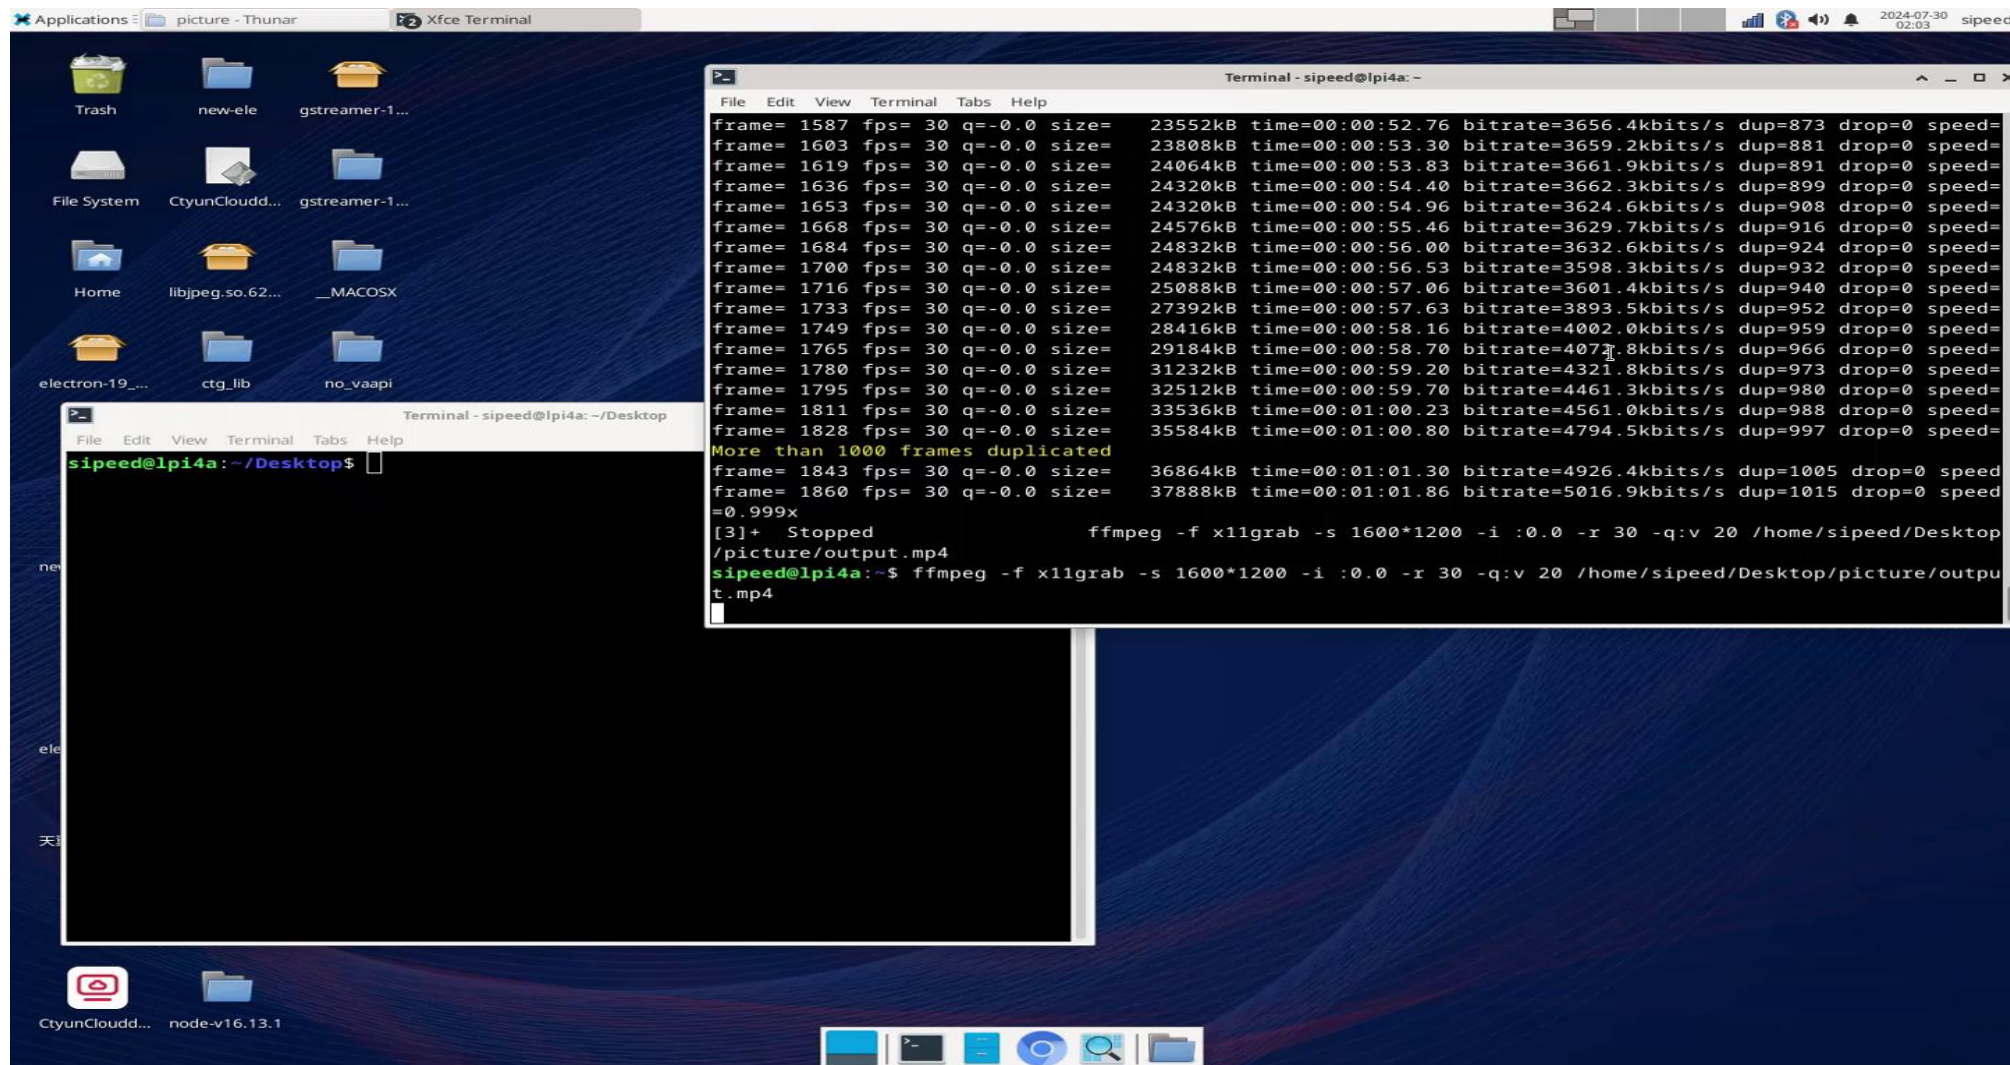 Applications
picture - Thunar
Xfce Terminal
2024-07-30
02:03
sipeed
Trash
new-ele
gstreamer-1...
File System
CtyunCloudd...
gstreamer-1...
Home
libjpeg.so.62...
__MACOSX
electron-19_...
ctg_lib
no_vaapi
Terminal - sipeed@lpi4a: ~/Desktop
File Edit View Terminal Tabs Help
sipeed@lpi4a:~/Desktop$
new
ele
天
CtyunCloudd...
node-v16.13.1
Terminal - sipeed@lpi4a: ~
File Edit View Terminal Tabs Help
frame= 1587 fps= 30 q=-0.0 size=   23552kB time=00:00:52.76 bitrate=3656.4kbits/s dup=873 drop=0 speed=
frame= 1603 fps= 30 q=-0.0 size=   23808kB time=00:00:53.30 bitrate=3659.2kbits/s dup=881 drop=0 speed=
frame= 1619 fps= 30 q=-0.0 size=   24064kB time=00:00:53.83 bitrate=3661.9kbits/s dup=891 drop=0 speed=
frame= 1636 fps= 30 q=-0.0 size=   24320kB time=00:00:54.40 bitrate=3662.3kbits/s dup=899 drop=0 speed=
frame= 1653 fps= 30 q=-0.0 size=   24320kB time=00:00:54.96 bitrate=3624.6kbits/s dup=908 drop=0 speed=
frame= 1668 fps= 30 q=-0.0 size=   24576kB time=00:00:55.46 bitrate=3629.7kbits/s dup=916 drop=0 speed=
frame= 1684 fps= 30 q=-0.0 size=   24832kB time=00:00:56.00 bitrate=3632.6kbits/s dup=924 drop=0 speed=
frame= 1700 fps= 30 q=-0.0 size=   24832kB time=00:00:56.53 bitrate=3598.3kbits/s dup=932 drop=0 speed=
frame= 1716 fps= 30 q=-0.0 size=   25088kB time=00:00:57.06 bitrate=3601.4kbits/s dup=940 drop=0 speed=
frame= 1733 fps= 30 q=-0.0 size=   27392kB time=00:00:57.63 bitrate=3893.5kbits/s dup=952 drop=0 speed=
frame= 1749 fps= 30 q=-0.0 size=   28416kB time=00:00:58.16 bitrate=4002.0kbits/s dup=959 drop=0 speed=
frame= 1765 fps= 30 q=-0.0 size=   29184kB time=00:00:58.70 bitrate=4072.8kbits/s dup=966 drop=0 speed=
frame= 1780 fps= 30 q=-0.0 size=   31232kB time=00:00:59.20 bitrate=4321.8kbits/s dup=973 drop=0 speed=
frame= 1795 fps= 30 q=-0.0 size=   32512kB time=00:00:59.70 bitrate=4461.3kbits/s dup=980 drop=0 speed=
frame= 1811 fps= 30 q=-0.0 size=   33536kB time=00:01:00.23 bitrate=4561.0kbits/s dup=988 drop=0 speed=
frame= 1828 fps= 30 q=-0.0 size=   35584kB time=00:01:00.80 bitrate=4794.5kbits/s dup=997 drop=0 speed=
More than 1000 frames duplicated
frame= 1843 fps= 30 q=-0.0 size=   36864kB time=00:01:01.30 bitrate=4926.4kbits/s dup=1005 drop=0 speed
frame= 1860 fps= 30 q=-0.0 size=   37888kB time=00:01:01.86 bitrate=5016.9kbits/s dup=1015 drop=0 speed
=0.999x
[3]+  Stopped                 ffmpeg -f x11grab -s 1600*1200 -i :0.0 -r 30 -q:v 20 /home/sipeed/Desktop
/picture/output.mp4
sipeed@lpi4a:~$ ffmpeg -f x11grab -s 1600*1200 -i :0.0 -r 30 -q:v 20 /home/sipeed/Desktop/picture/outpu
t.mp4